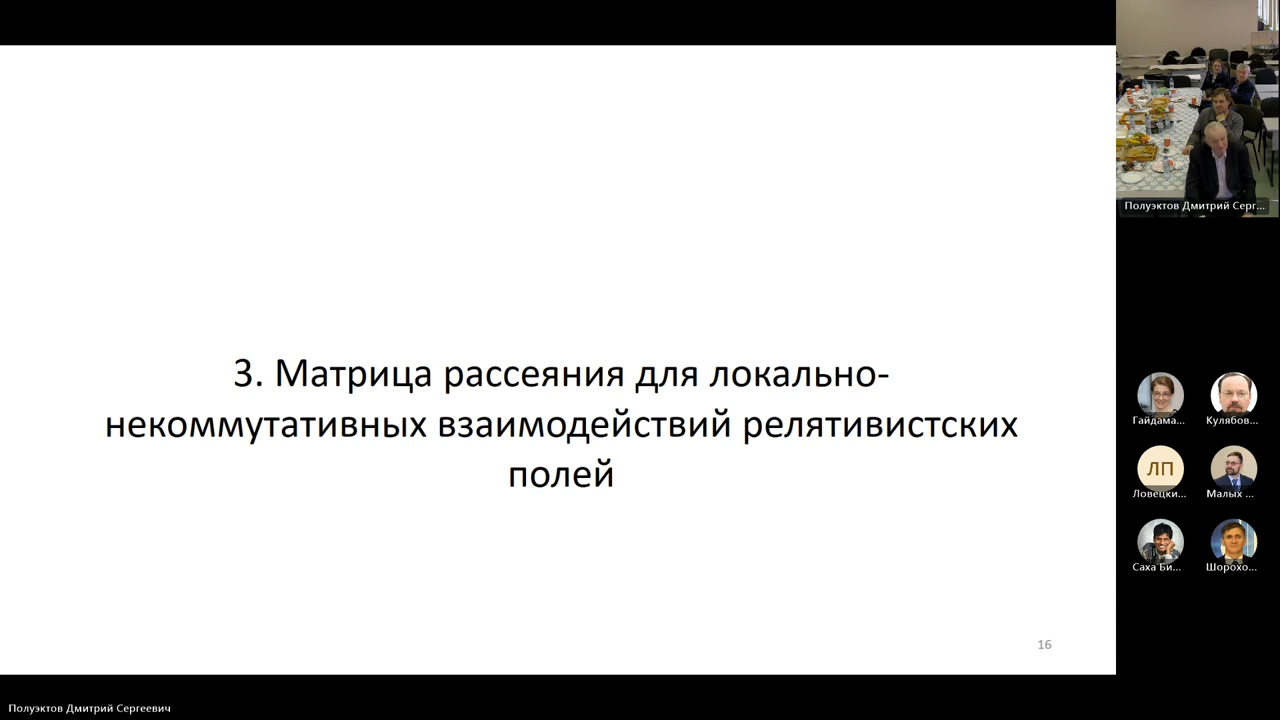 3. Матрица рассеяния для локально-
некоммутативных взаимодействий релятивистских
полей
16
Полуэктов Дмитрий Серг...
Гайдама...
Кулябов...
ЛП
Ловецки...
Малых ...
Саха Би...
Шорохо...
Полуэктов Дмитрий Сергеевич